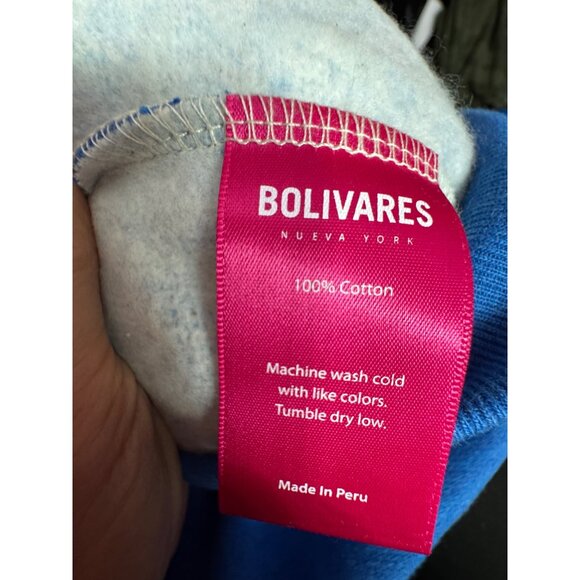 BOLIVARES
NUEVA YORK
100% Cotton
Machine wash cold
with like colors.
Tumble dry low.
Made In Peru